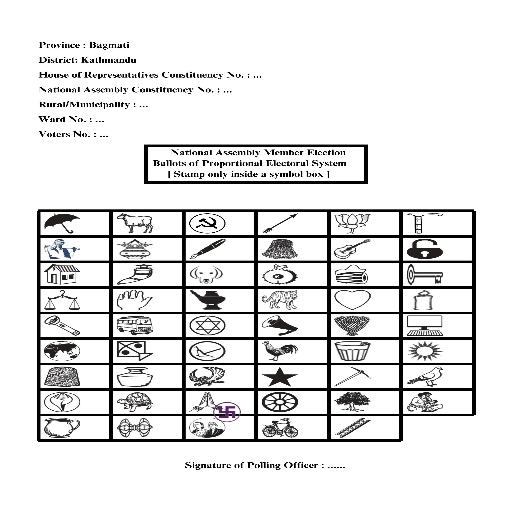 Province : Bagmati
District: Kathmandu
House of Representatives Constituency No. : ...
National Assembly Constituency No. : ...
Rural/Municipality : ...
Ward No. : ...
Voters No. : ...
National Assembly Member Election
Ballots of Proportional Electoral System
[ Stamp only inside a symbol box ]
Signature of Polling Officer : ......